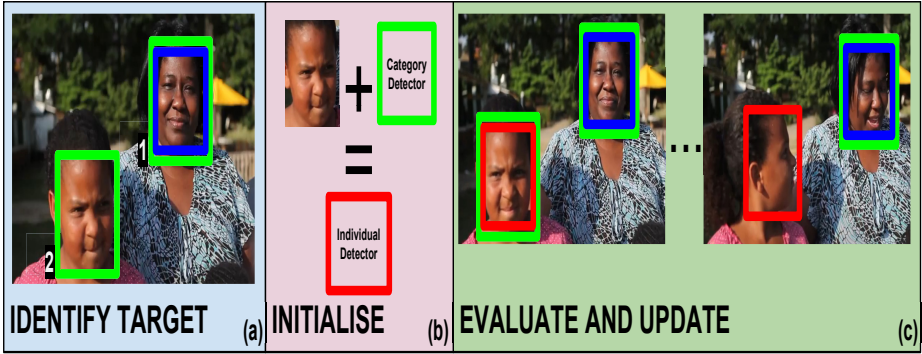 1
2
IDENTIFY TARGET (a)
+
Category
Detector
=
Individual
Detector
INITIALISE (b)
...
EVALUATE AND UPDATE (c)